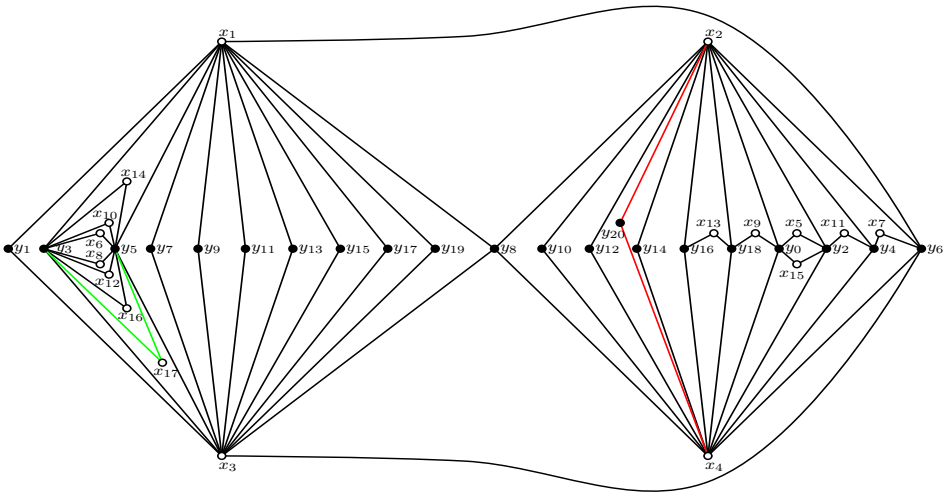 x₁ x₂
x₁₄
x₁₀ x₁₃ x₉ x₅ x₁₁ x₇
x₆ y₂₀
y₁ y₃ y₅ y₇ y₉ y₁₁ y₁₃ y₁₅ y₁₇ y₁₉ y₈ y₁₀ y₁₂ y₁₄ y₁₆ y₁₈ y₀ y₂ y₄ y₆
x₈
x₁₂ x₁₅
x₁₆
x₁₇
x₃ x₄